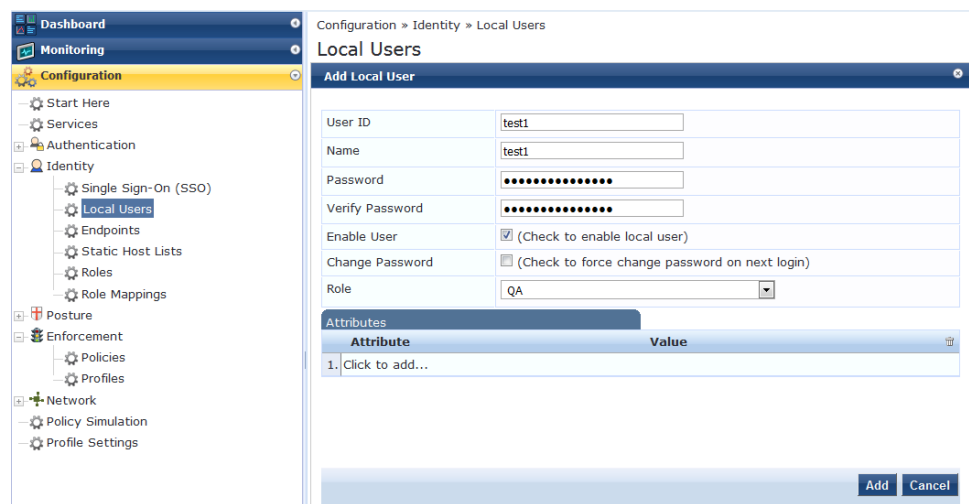 Dashboard
Monitoring
Configuration
Start Here
Services
Authentication
Identity
Single Sign-On (SSO)
Local Users
Endpoints
Static Host Lists
Roles
Role Mappings
Posture
Enforcement
Policies
Profiles
Network
Policy Simulation
Profile Settings
Configuration » Identity » Local Users
Local Users
Add Local User
User ID test1
Name test1
Password •••••••••••••••
Verify Password •••••••••••••••
Enable User (Check to enable local user)
Change Password (Check to force change password on next login)
Role QA
Attributes
Attribute Value
1. Click to add...
Add Cancel